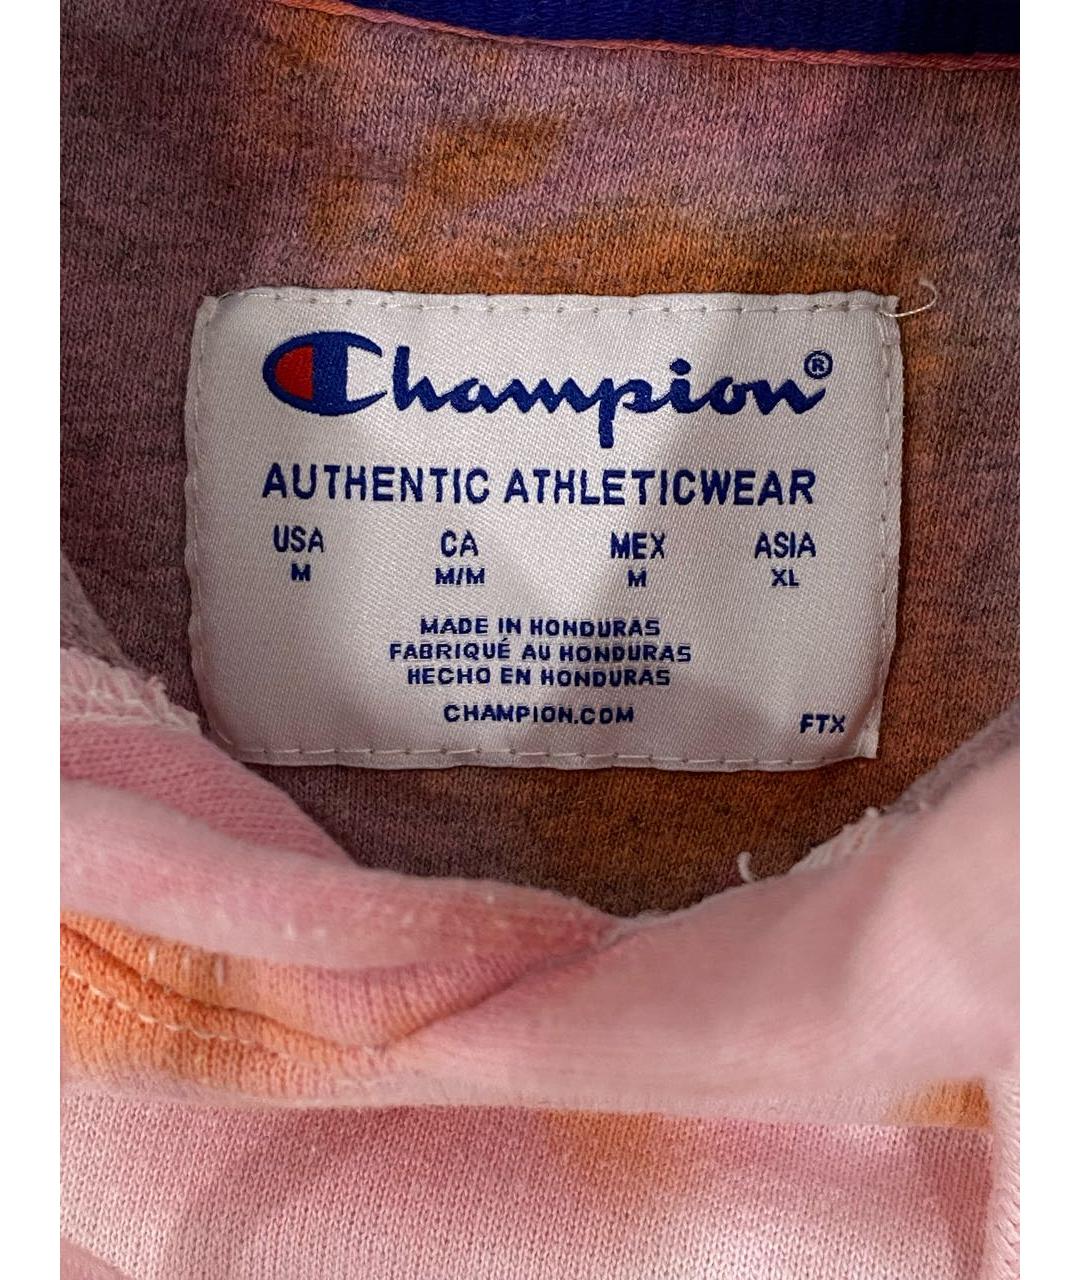 Champion®
AUTHENTIC ATHLETICWEAR
USA CA MEX ASIA
M M/M M XL
MADE IN HONDURAS
FABRIQUÉ AU HONDURAS
HECHO EN HONDURAS
CHAMPION.COM
FTX